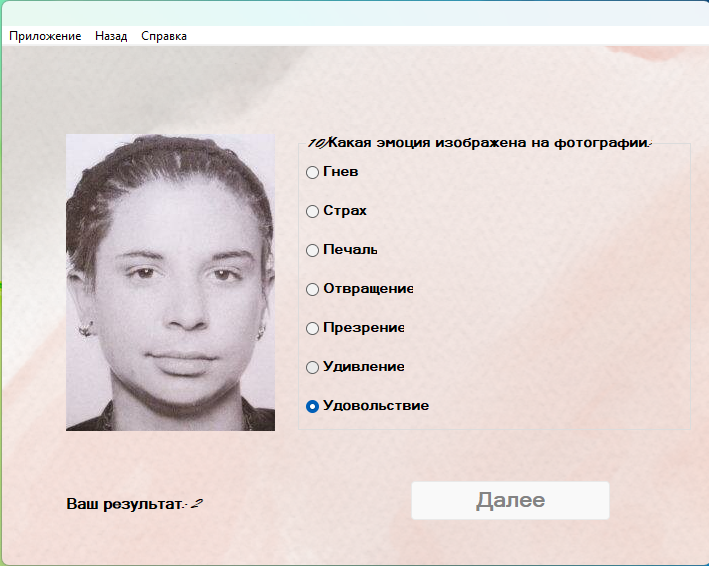 Приложение Назад Справка
10) Какая эмоция изображена на фотографии:
Гнев
Страх
Печаль
Отвращение
Презрение
Удивление
Удовольствие
Ваш результат:- 2
Далее